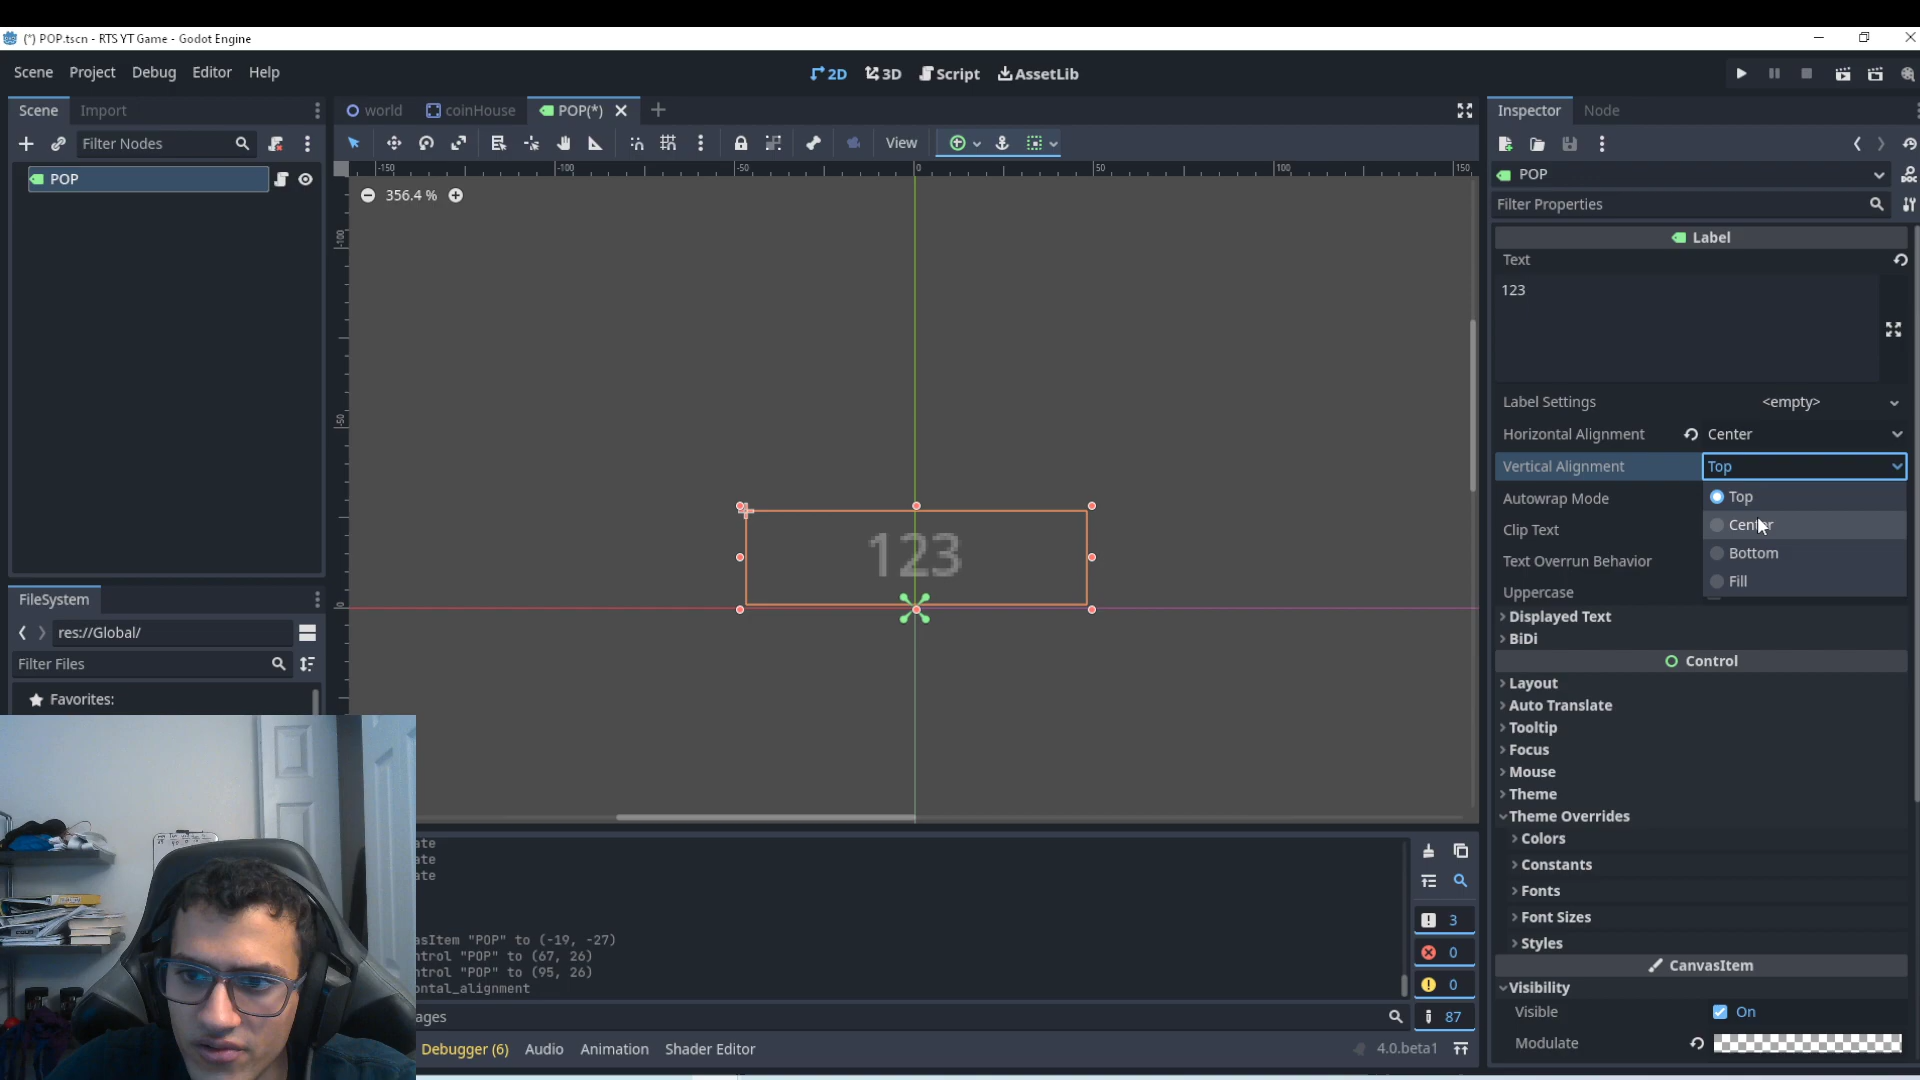 (*) POP.tscn - RTS YT Game - Godot Engine
Scene Project Debug Editor Help
2D 3D Script AssetLib
Scene Import
world coinHouse POP(*)
Inspector Node
Filter Nodes
View
POP
POP
Filter Properties
-150 -100 -50 0 50 100 150
356.4 %
-100
-50
0
Label
Text
123
123
Label Settings <empty>
Horizontal Alignment Center
Vertical Alignment Top
Autowrap Mode
Clip Text
Text Overrun Behavior
Uppercase
Top
Center
Bottom
Fill
Displayed Text
BiDi
Control
Layout
Auto Translate
Tooltip
Focus
Mouse
Theme
Theme Overrides
Colors
Constants
Fonts
Font Sizes
Styles
CanvasItem
Visibility
Visible On
Modulate
FileSystem
res://Global/
Filter Files
Favorites:
ate
ate
ate
asItem "POP" to (-19, -27)
ntrol "POP" to (67, 26)
ntrol "POP" to (95, 26)
ontal_alignment
ages
3
0
0
87
Debugger (6) Audio Animation Shader Editor
4.0.beta1